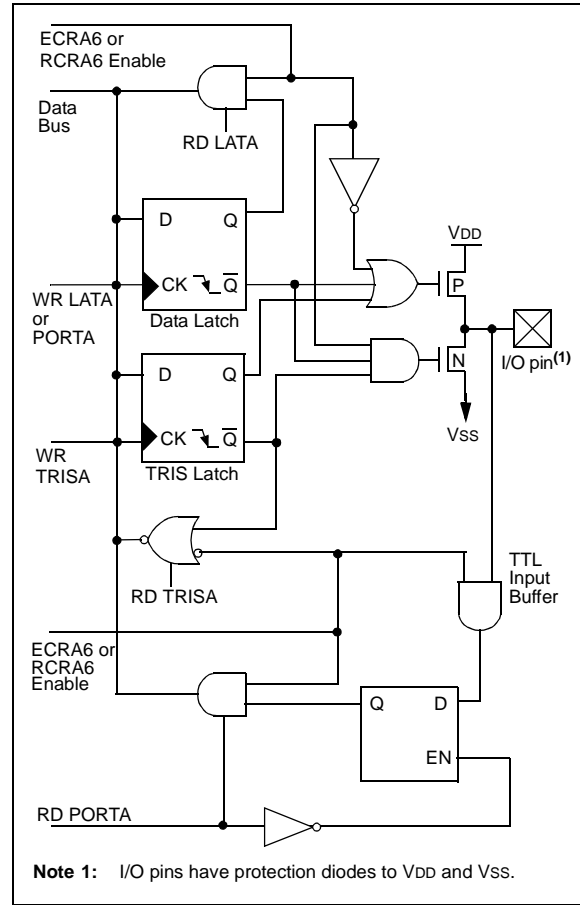 ECRA6 or
RCRA6 Enable
Data
Bus
RD LATA
D Q
VDD
WR LATA
or
PORTA
CK Q
Data Latch
P
I/O pin(1)
N
D Q
WR
TRISA
CK Q
TRIS Latch
VSS
RD TRISA
TTL
Input
Buffer
ECRA6 or
RCRA6
Enable
Q D
EN
RD PORTA
Note 1: I/O pins have protection diodes to VDD and VSS.